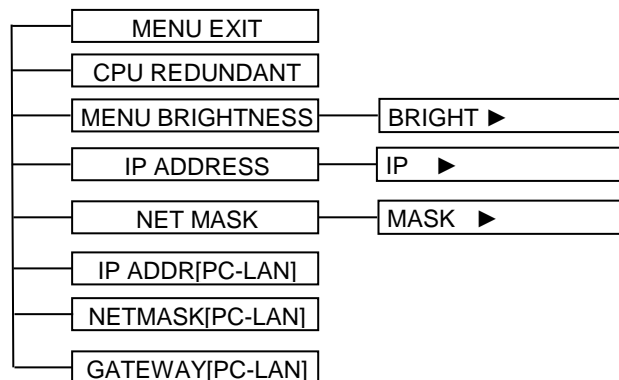 MENU EXIT
CPU REDUNDANT
MENU BRIGHTNESS
BRIGHT ►
IP ADDRESS
IP ►
NET MASK
MASK ►
IP ADDR[PC-LAN]
NETMASK[PC-LAN]
GATEWAY[PC-LAN]